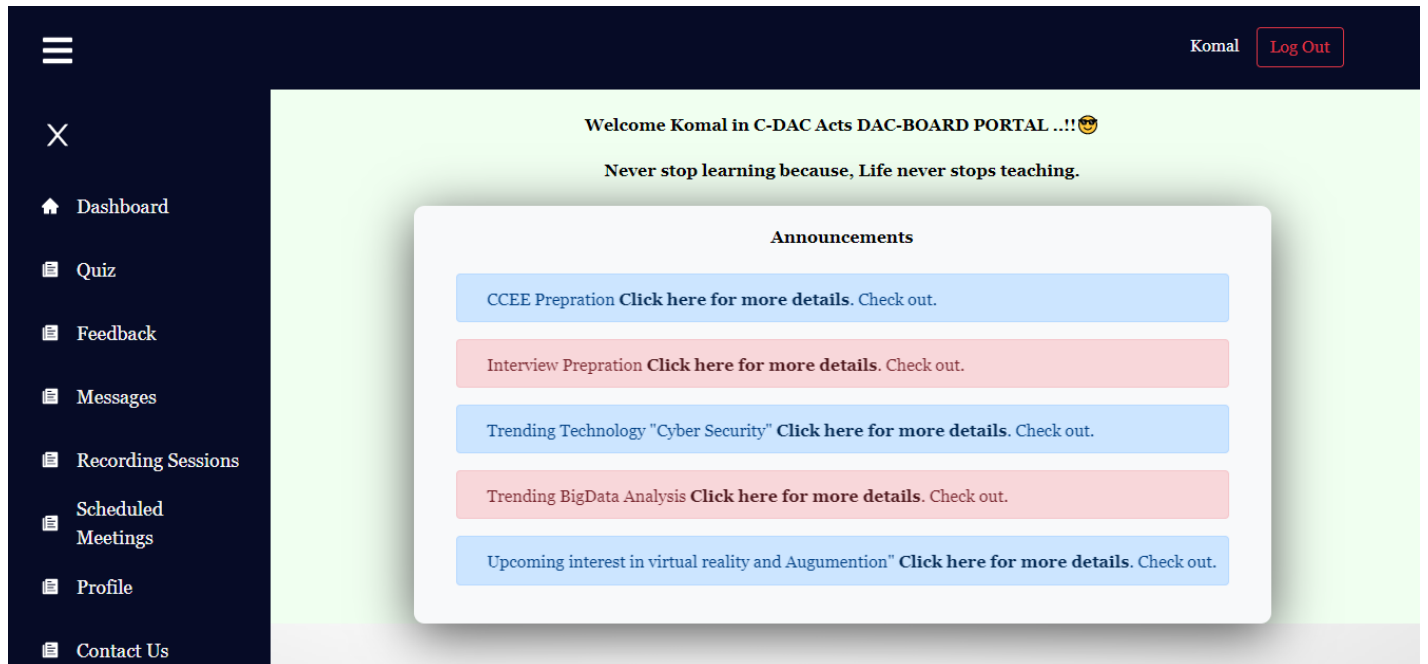 Komal
Log Out
X
Welcome Komal in C-DAC Acts DAC-BOARD PORTAL ..!!😎
Never stop learning because, Life never stops teaching.
Dashboard
Quiz
Feedback
Messages
Recording Sessions
Scheduled
Meetings
Profile
Contact Us
Announcements
CCEE Prepration Click here for more details. Check out.
Interview Prepration Click here for more details. Check out.
Trending Technology "Cyber Security" Click here for more details. Check out.
Trending BigData Analysis Click here for more details. Check out.
Upcoming interest in virtual reality and Augumention" Click here for more details. Check out.